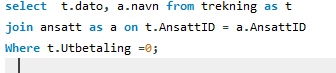 select  t.dato, a.navn from trekning as t
join ansatt as a on t.AnsattID = a.AnsattID
Where t.Utbetaling =0;